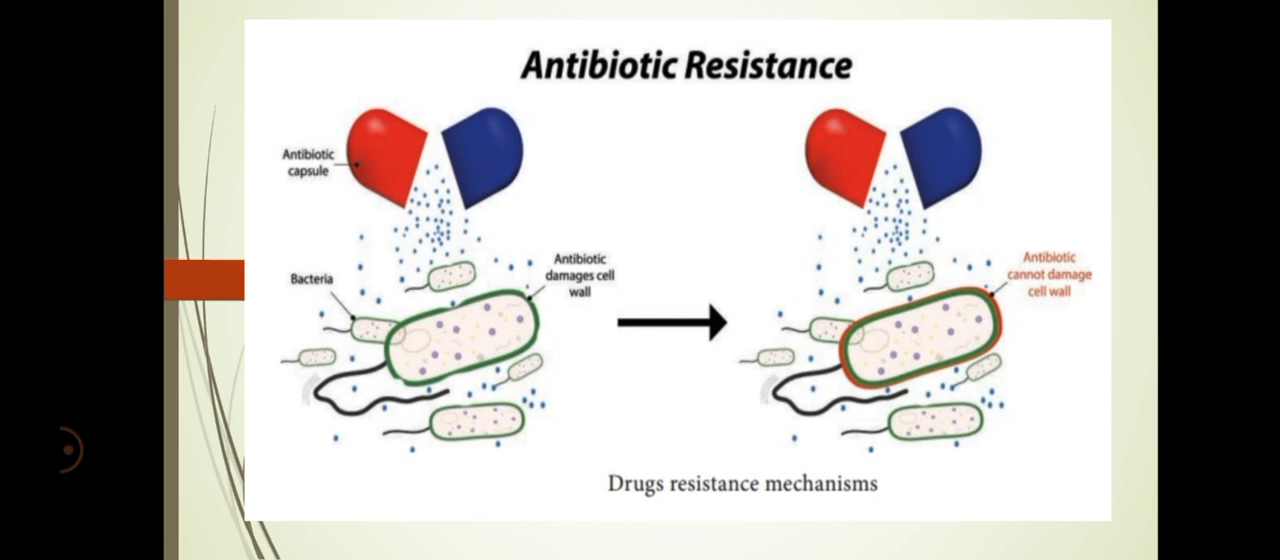 Antibiotic Resistance
Antibiotic
capsule
Bacteria
Antibiotic
damages cell
wall
Antibiotic
cannot damage
cell wall
Drugs resistance mechanisms